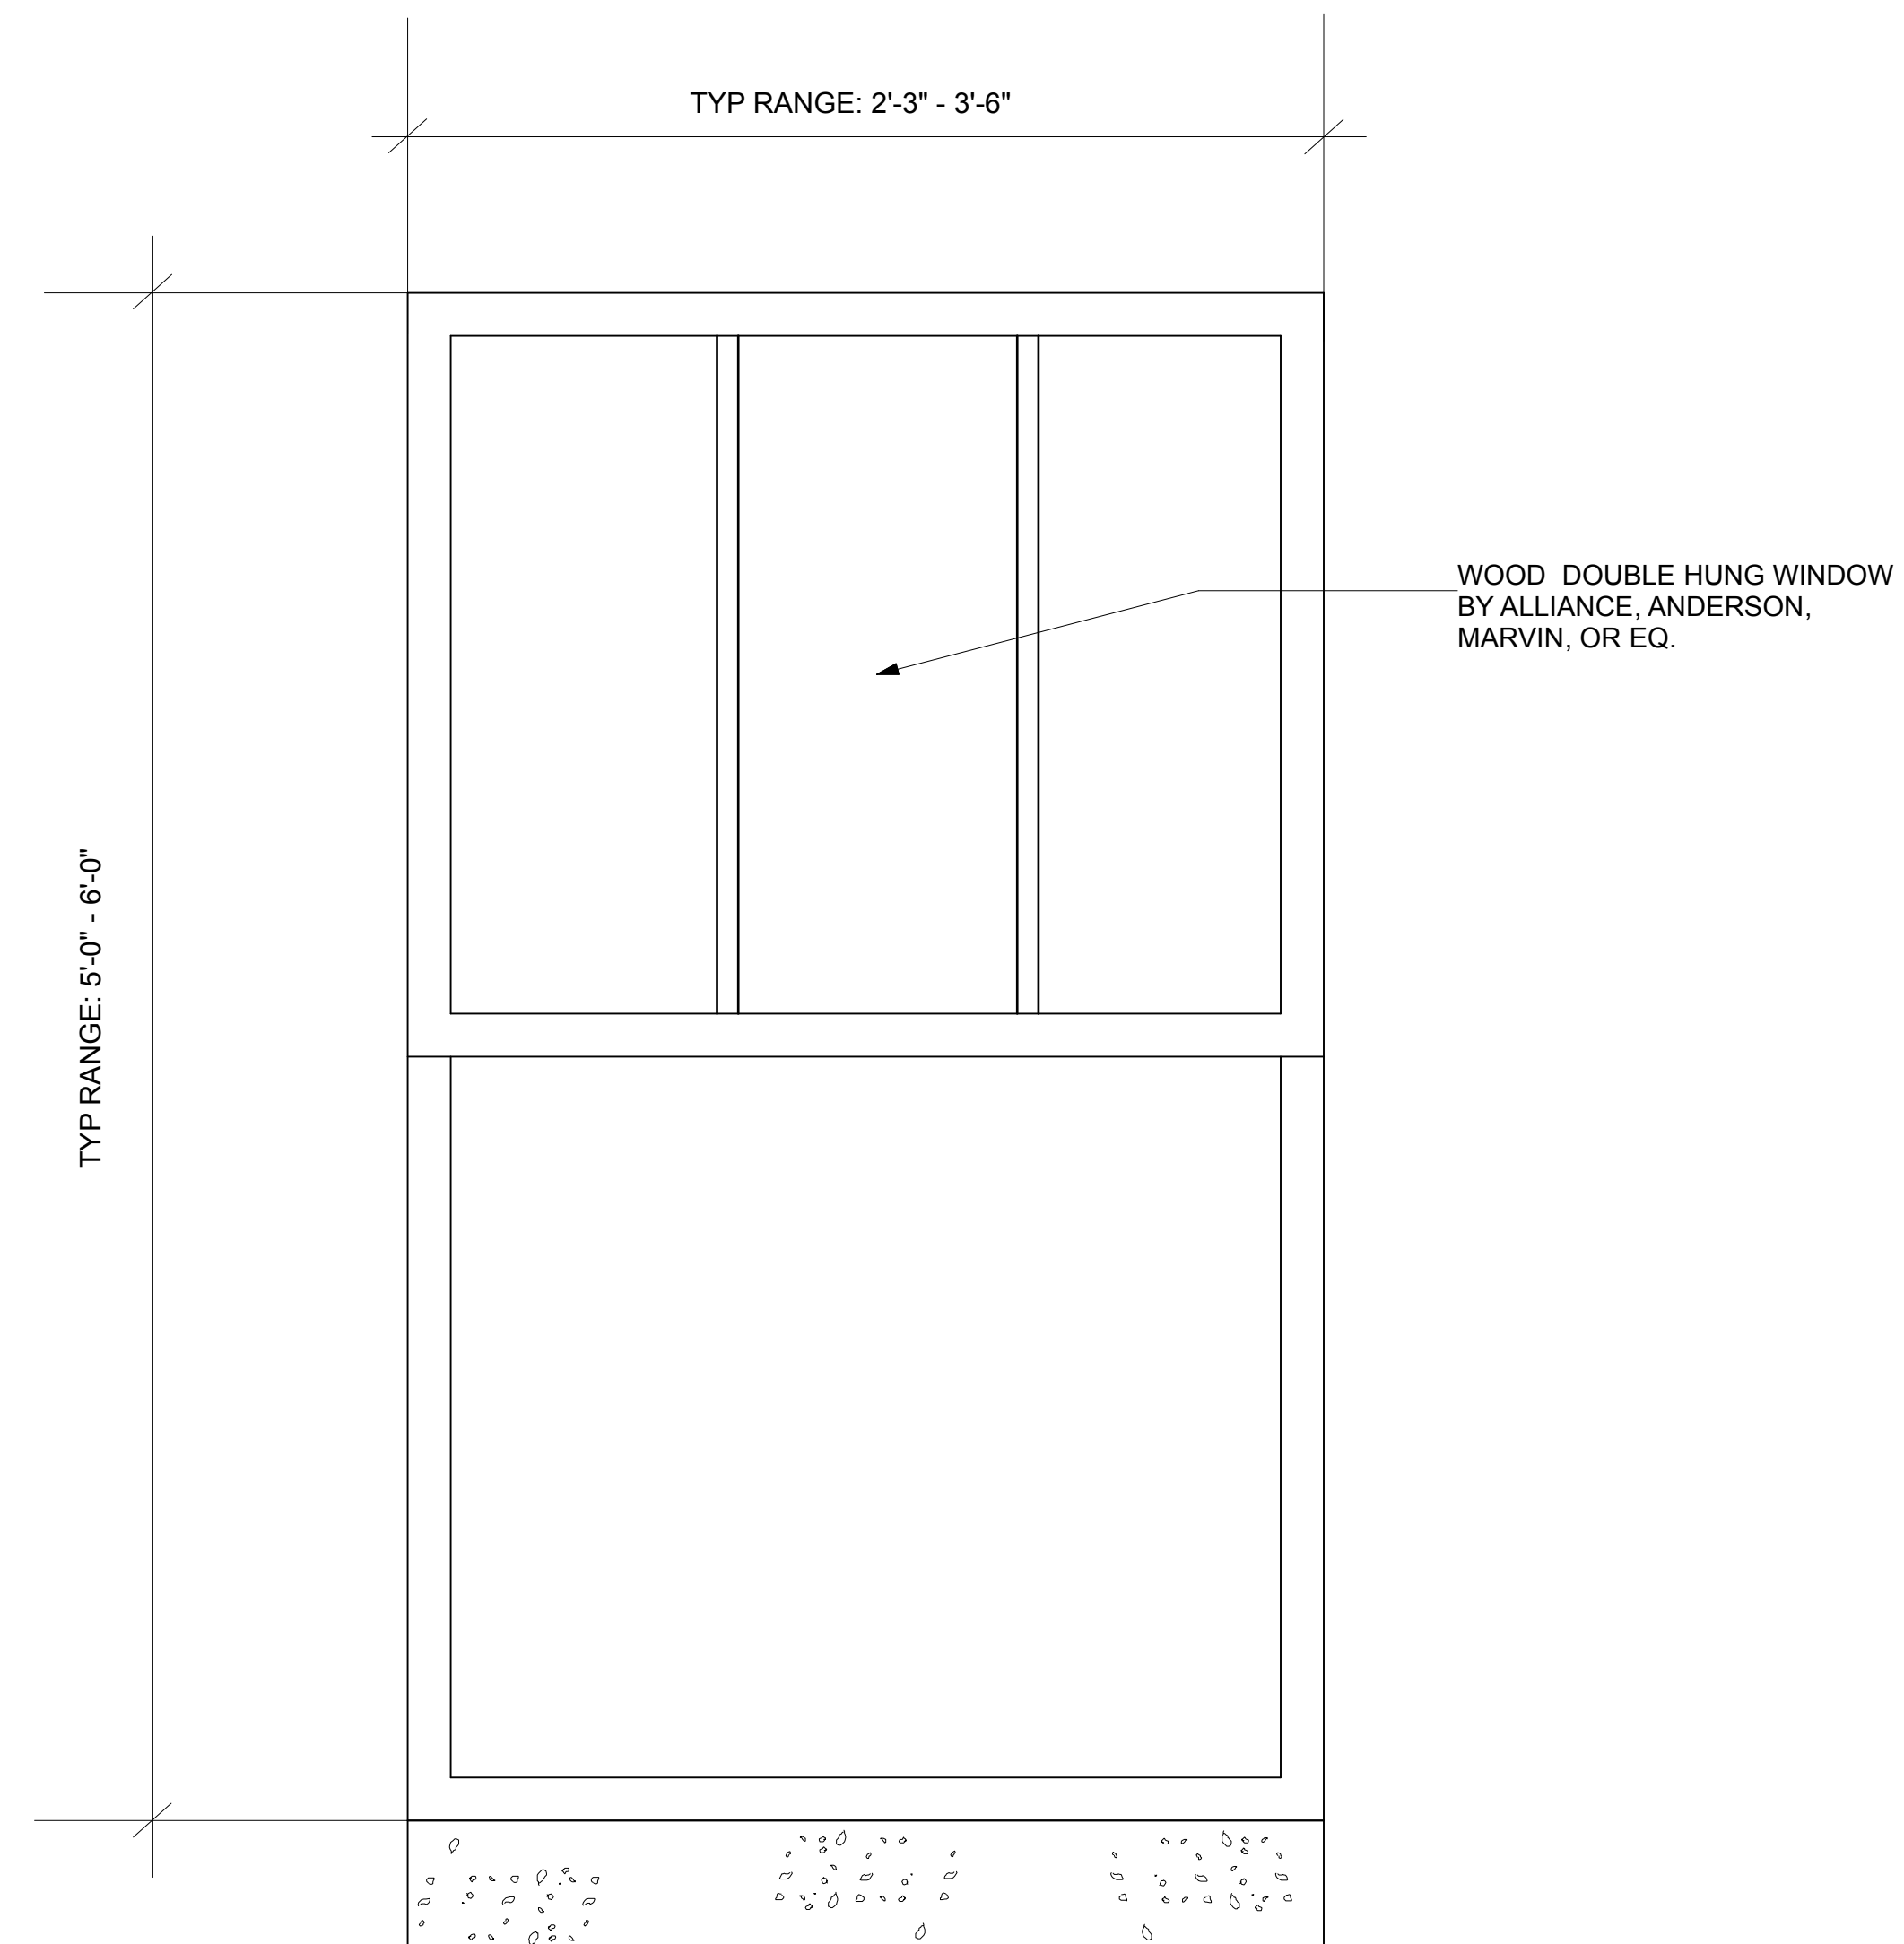 TYP RANGE: 2'-3" - 3'-6"
WOOD  DOUBLE HUNG WINDOW
BY ALLIANCE, ANDERSON,
MARVIN, OR EQ.
TYP RANGE: 5'-0" - 6'-0"